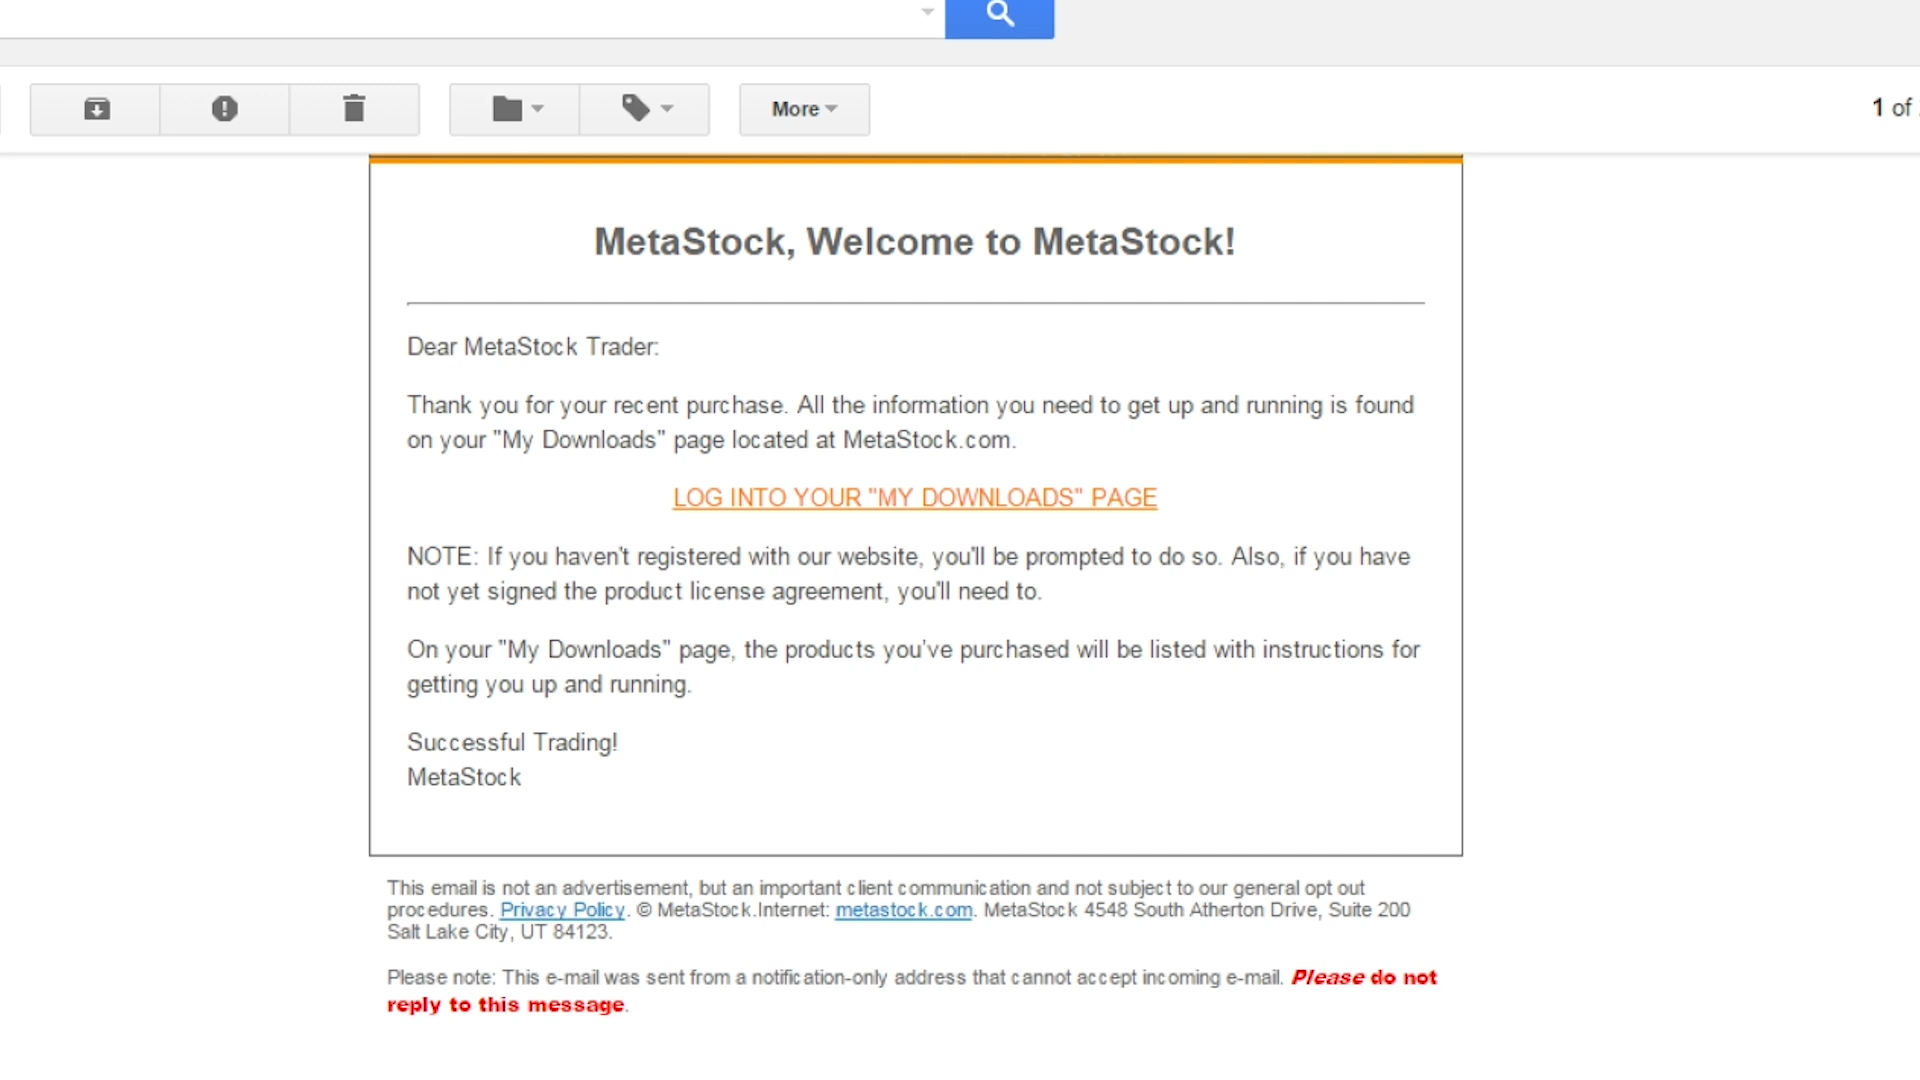 More
1 of
MetaStock, Welcome to MetaStock!
Dear MetaStock Trader:
Thank you for your recent purchase. All the information you need to get up and running is found
on your "My Downloads" page located at MetaStock.com.
LOG INTO YOUR "MY DOWNLOADS" PAGE
NOTE: If you haven't registered with our website, you'll be prompted to do so. Also, if you have
not yet signed the product license agreement, you'll need to.
On your "My Downloads" page, the products you've purchased will be listed with instructions for
getting you up and running.
Successful Trading!
MetaStock
This email is not an advertisement, but an important client communication and not subject to our general opt out
procedures. Privacy Policy. © MetaStock.Internet: metastock.com. MetaStock 4548 South Atherton Drive, Suite 200
Salt Lake City, UT 84123.
Please note: This e-mail was sent from a notification-only address that cannot accept incoming e-mail. Please do not
reply to this message.